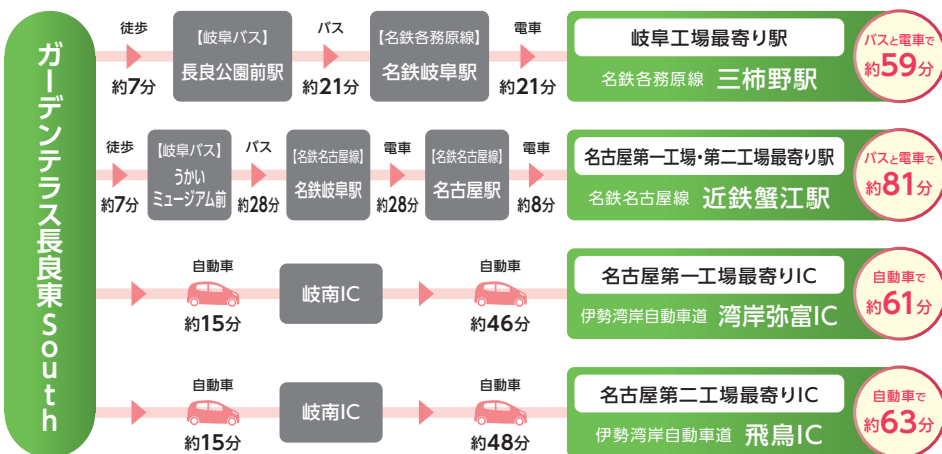 ガーデンテラス長良東South
徒歩
約7分
【岐阜バス】
長良公園前駅
バス
約21分
【名鉄各務原線】
名鉄岐阜駅
電車
約21分
岐阜工場最寄り駅
名鉄各務原線 三柿野駅
バスと電車で
約59分
徒歩
約7分
【岐阜バス】
うかい
ミュージアム前
バス
約28分
【名鉄名古屋線】
名鉄岐阜駅
電車
約28分
【名鉄名古屋線】
名古屋駅
電車
約8分
名古屋第一工場・第二工場最寄り駅
名鉄名古屋線 近鉄蟹江駅
バスと電車で
約81分
自動車
約15分
岐南IC
自動車
約46分
名古屋第一工場最寄りIC
伊勢湾岸自動車道 湾岸弥富IC
自動車で
約61分
自動車
約15分
岐南IC
自動車
約48分
名古屋第二工場最寄りIC
伊勢湾岸自動車道 飛鳥IC
自動車で
約63分